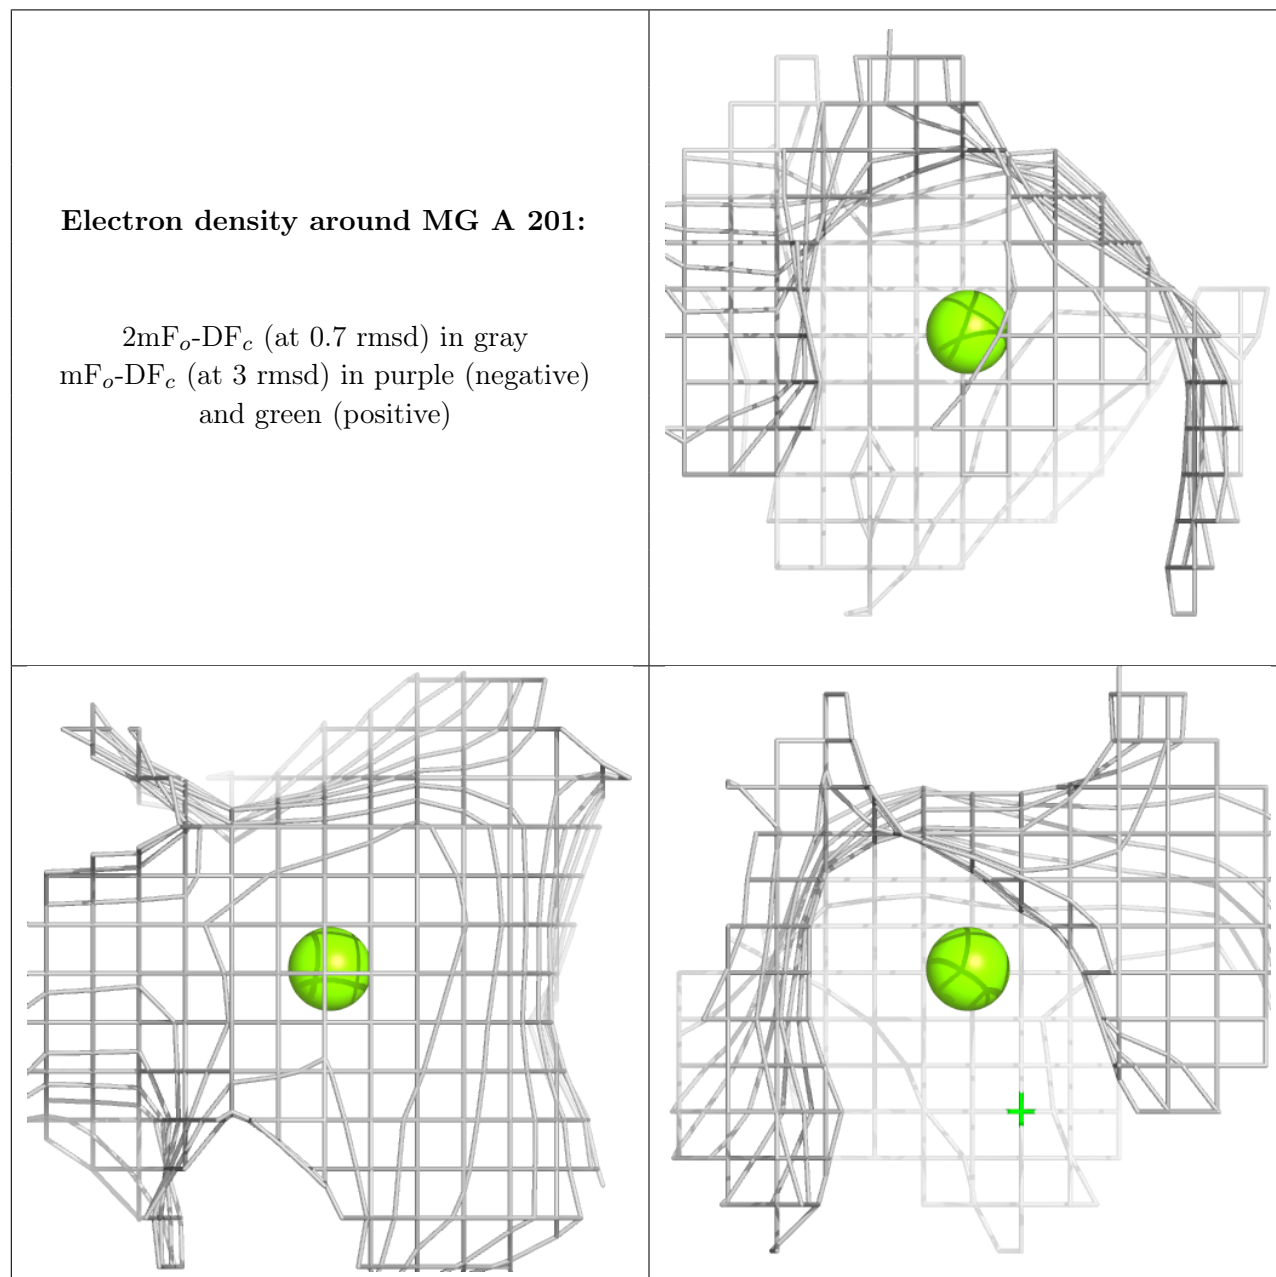 Electron density around MG A 201:
2mFo-DFc (at 0.7 rmsd) in gray
mFo-DFc (at 3 rmsd) in purple (negative)
and green (positive)